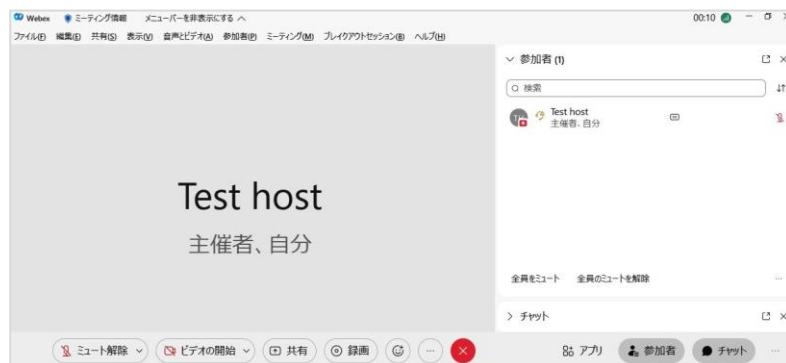 Webex ミーティング情報 メニューバーを非表示にする 00:10
ファイル(F) 編集(E) 共有(S) 表示(V) 音声とビデオ(A) 参加者(P) ミーティング(M) ブレイクアウトセッション(B) ヘルプ(H)
参加者 (1)
検索
Test host
主催者、自分
Test host
主催者、自分
全員をミュート 全員のミュートを解除
チャット
ミュート解除 ビデオの開始 共有 録画 アプリ 参加者 チャット